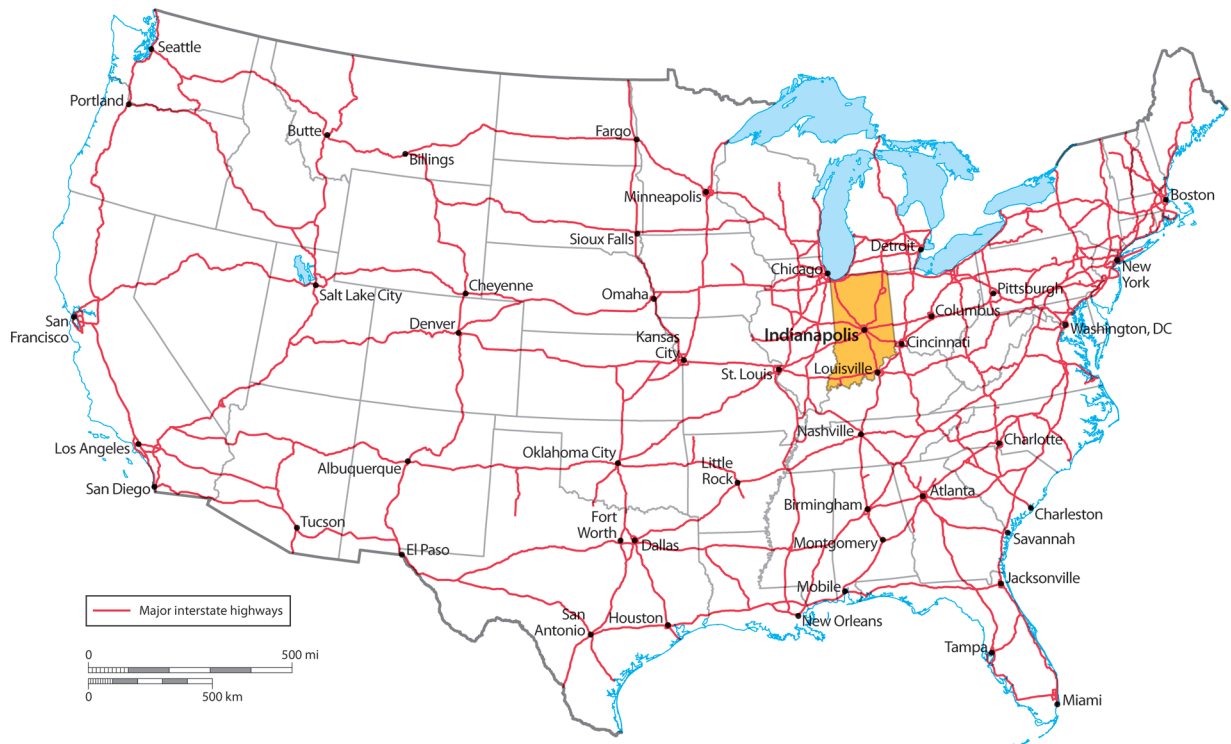 Seattle
Portland
Butte
Billings
Fargo
Minneapolis
Boston
Sioux Falls
Detroit
Chicago
New
York
Salt Lake City
Cheyenne
Omaha
Pittsburgh
Columbus
San
Francisco
Denver
Kansas
City
Indianapolis
Washington, DC
Cincinnati
St. Louis
Louisville
Los Angeles
Nashville
Charlotte
Albuquerque
Oklahoma City
Little
Rock
San Diego
Birmingham
Atlanta
Tucson
Fort
Worth
Dallas
Charleston
Montgomery
Savannah
El Paso
Mobile
Jacksonville
Major interstate highways
San
Antonio
Houston
New Orleans
Tampa
0 500 mi
0 500 km
Miami